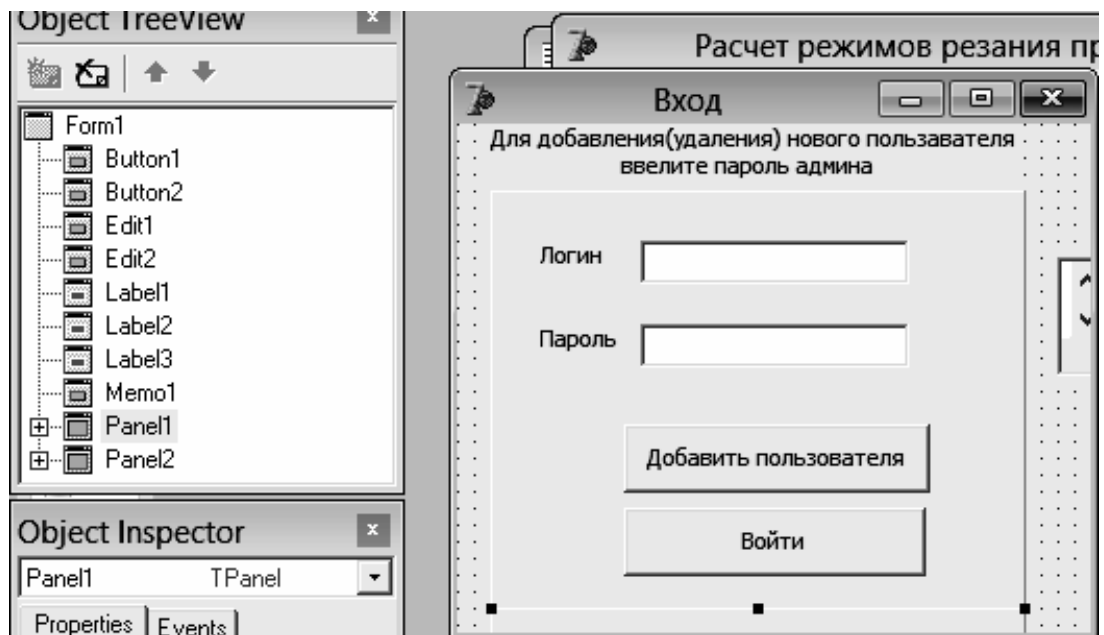 Object TreeView
Form1
Button1
Button2
Edit1
Edit2
Label1
Label2
Label3
Memo1
Panel1
Panel2
Object Inspector
Panel1 TPanel
Properties Events
Расчет режимов резания пр
Вход
Для добавления(удаления) нового пользавателя
ввелите пароль админа
Логин
Пароль
Добавить пользователя
Войти